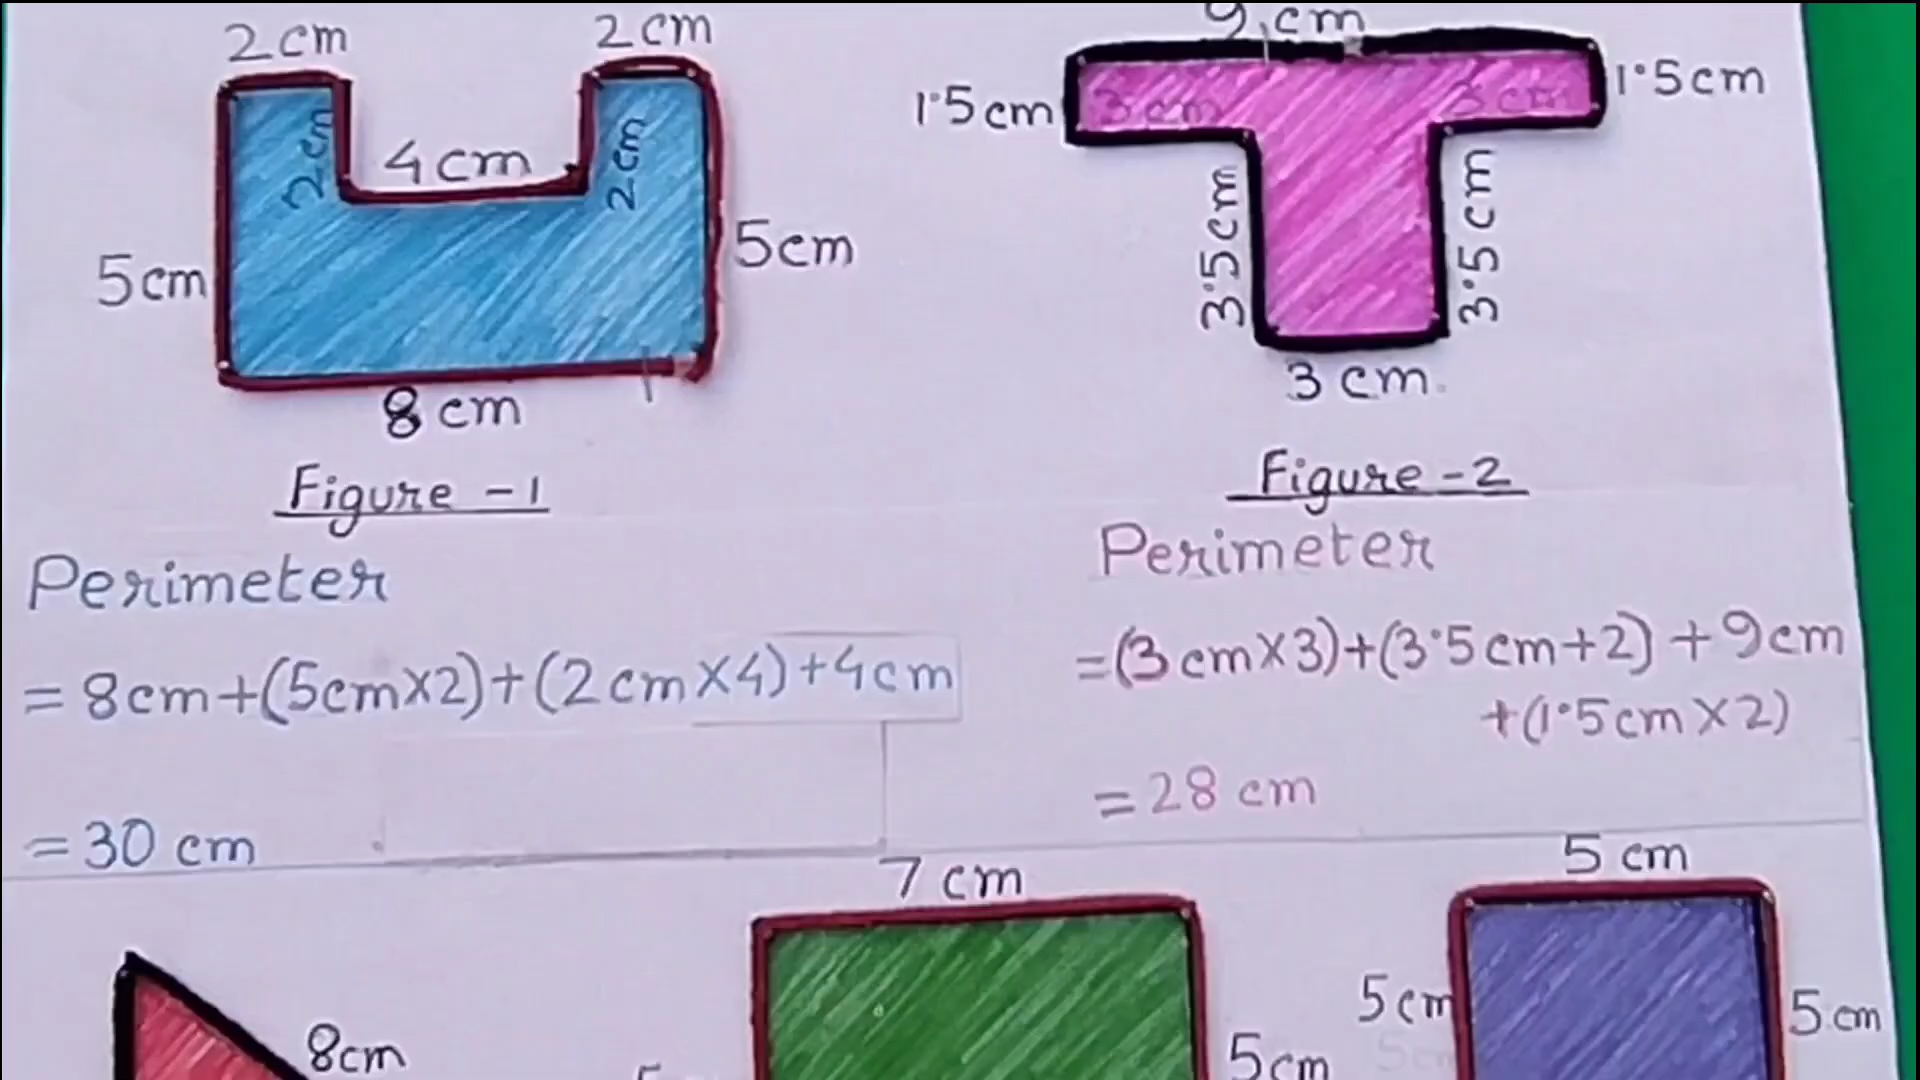 2cm 2cm
2cm 4cm 2cm
5cm 5cm
8cm
Figure -1
Perimeter
=8cm+(5cm×2)+(2cm×4)+4cm
=30 cm
9 cm
1.5cm 3cm 3cm 1.5cm
3.5cm 3.5cm
3 cm
Figure -2
Perimeter
=(3cm×3)+(3.5cm+2)+9cm
+(1.5cm×2)
=28 cm
8cm
7 cm
5cm
5 cm
5cm 5cm